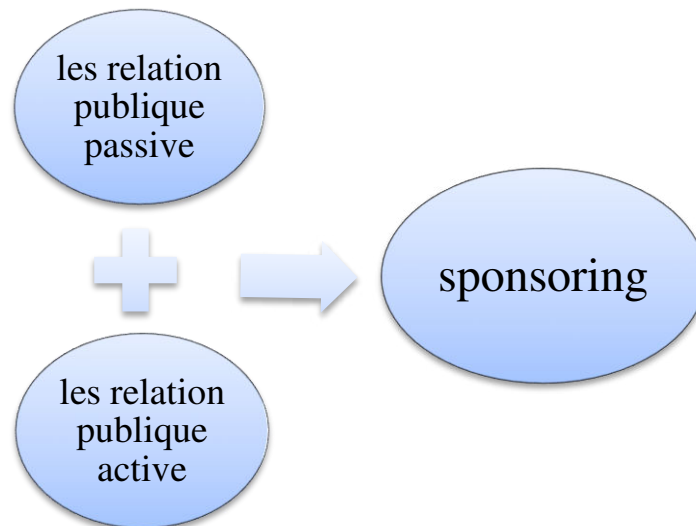 les relation
publique
passive
sponsoring
les relation
publique
active